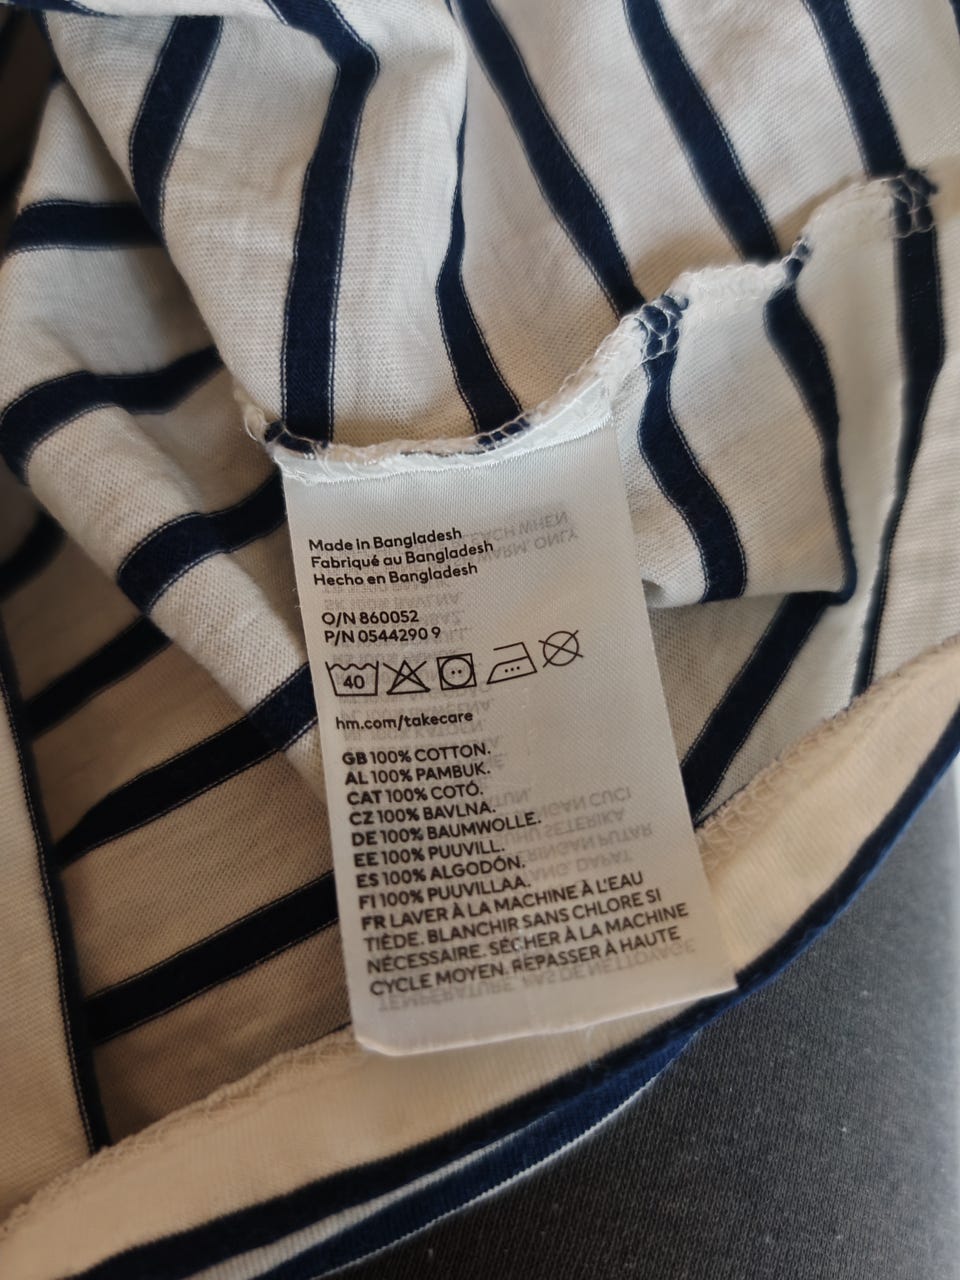 Made in Bangladesh
Fabriqué au Bangladesh
Hecho en Bangladesh
O/N 860052
P/N 0544290 9
40
hm.com/takecare
GB 100% COTTON.
AL 100% PAMBUK.
CAT 100% COTÓ.
CZ 100% BAVLNA.
DE 100% BAUMWOLLE.
EE 100% PUUVILL.
ES 100% ALGODÓN.
FI 100% PUUVILLAA.
FR LAVER À LA MACHINE À L'EAU
TIÈDE. BLANCHIR SANS CHLORE SI
NÉCESSAIRE. SÉCHER À LA MACHINE
CYCLE MOYEN. REPASSER À HAUTE